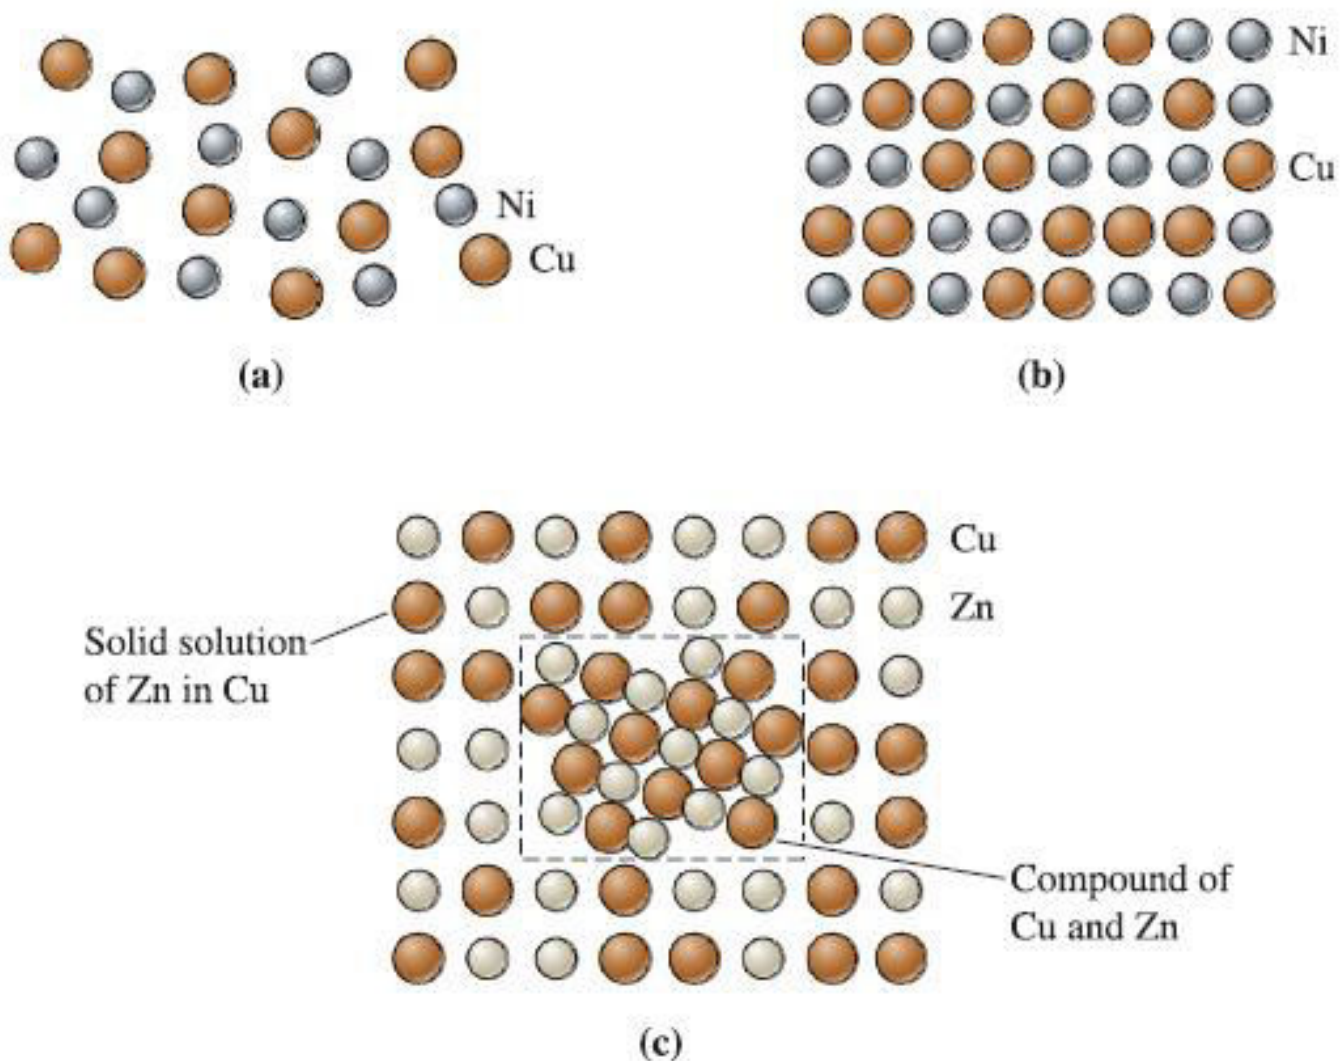 Ni
Cu
(a)
Ni
Cu
(b)
Cu
Zn
Solid solution
of Zn in Cu
Compound of
Cu and Zn
(c)